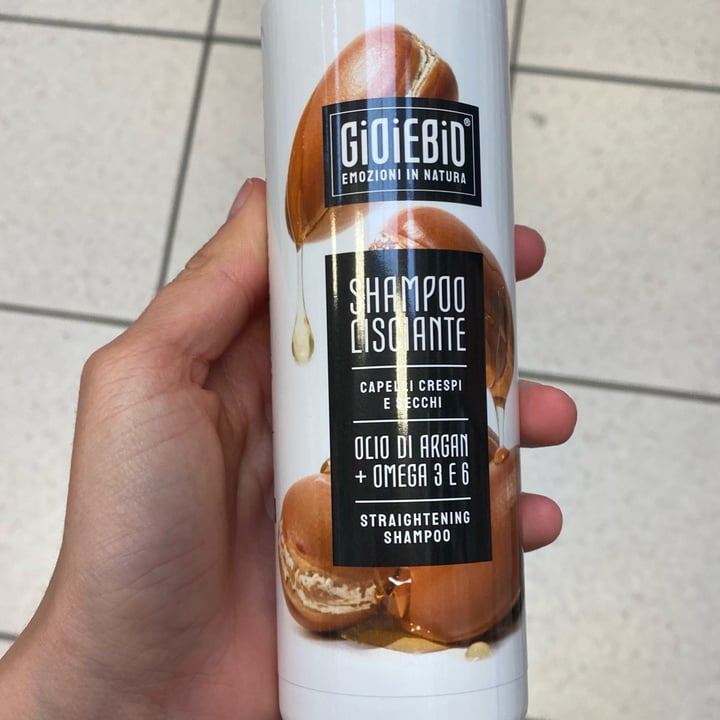 GiOiEBiO®
EMOZIONI IN NATURA
SHAMPOO
LISCIANTE
CAPELLI CRESPI
E SECCHI
OLIO DI ARGAN
+ OMEGA 3 E 6
STRAIGHTENING
SHAMPOO